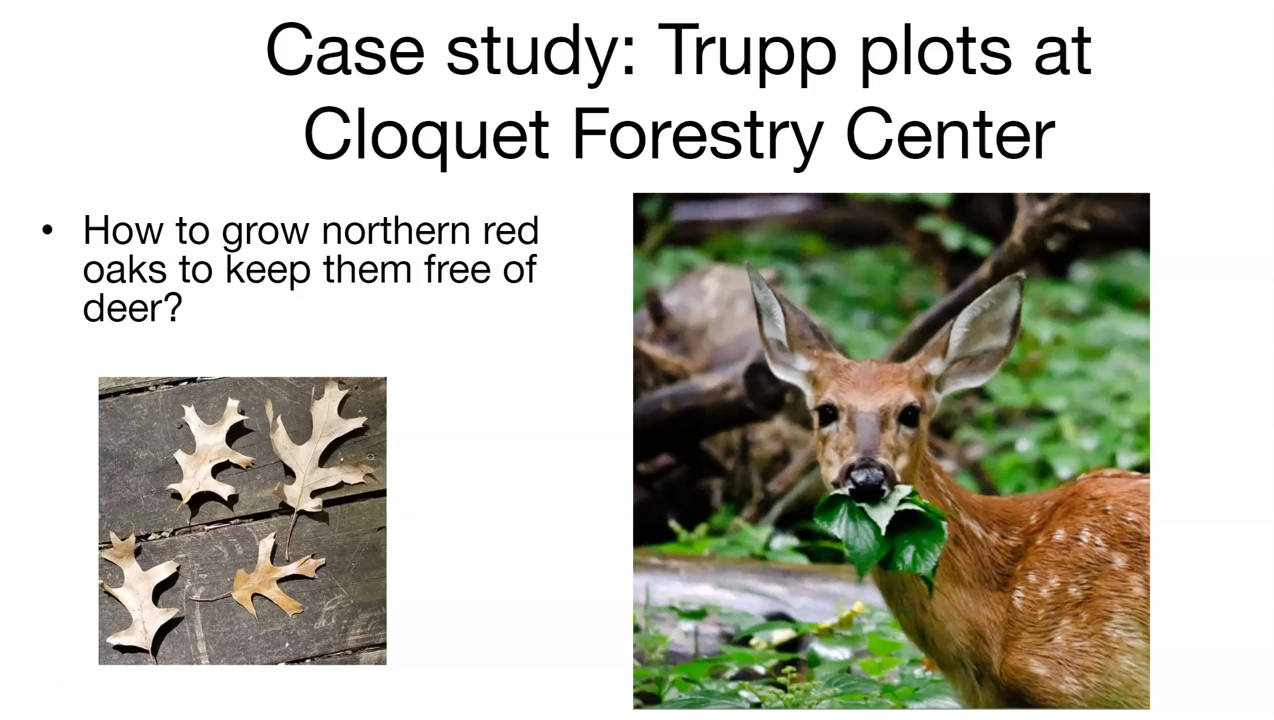 Case study: Trupp plots at
Cloquet Forestry Center
• How to grow northern red
oaks to keep them free of
deer?